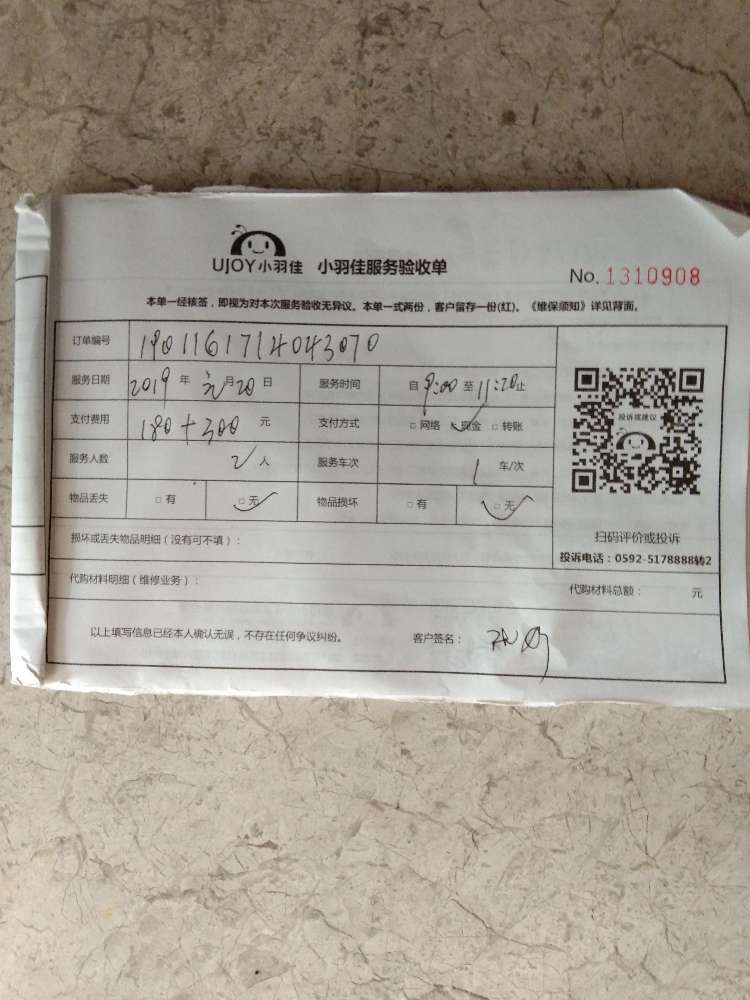 UJOY小羽佳 小羽佳服务验收单
No. 1310908
本单一经核签，即视为对本次服务验收无异议。本单一式两份，客户留存一份(红)。《维保须知》详见背面。
订单编号 190116171404​3070
服务日期 2019 年 元 月 20 日 服务时间 自 9:00 至 11:20 止
支付费用 180+300 元 支付方式 □ 网络 □ 现金 □ 转账
投诉或建议
服务人数 2 人 服务车次 1 车/次
物品丢失 □ 有 □ 无 物品损坏 □ 有 □ 无
损坏或丢失物品明细（没有可不填）：
扫码评价或投诉
投诉电话：0592-5178888转2
代购材料明细（维修业务）： 代购材料总额： 元
以上填写信息已经本人确认无误，不存在任何争议纠纷。 客户签名：